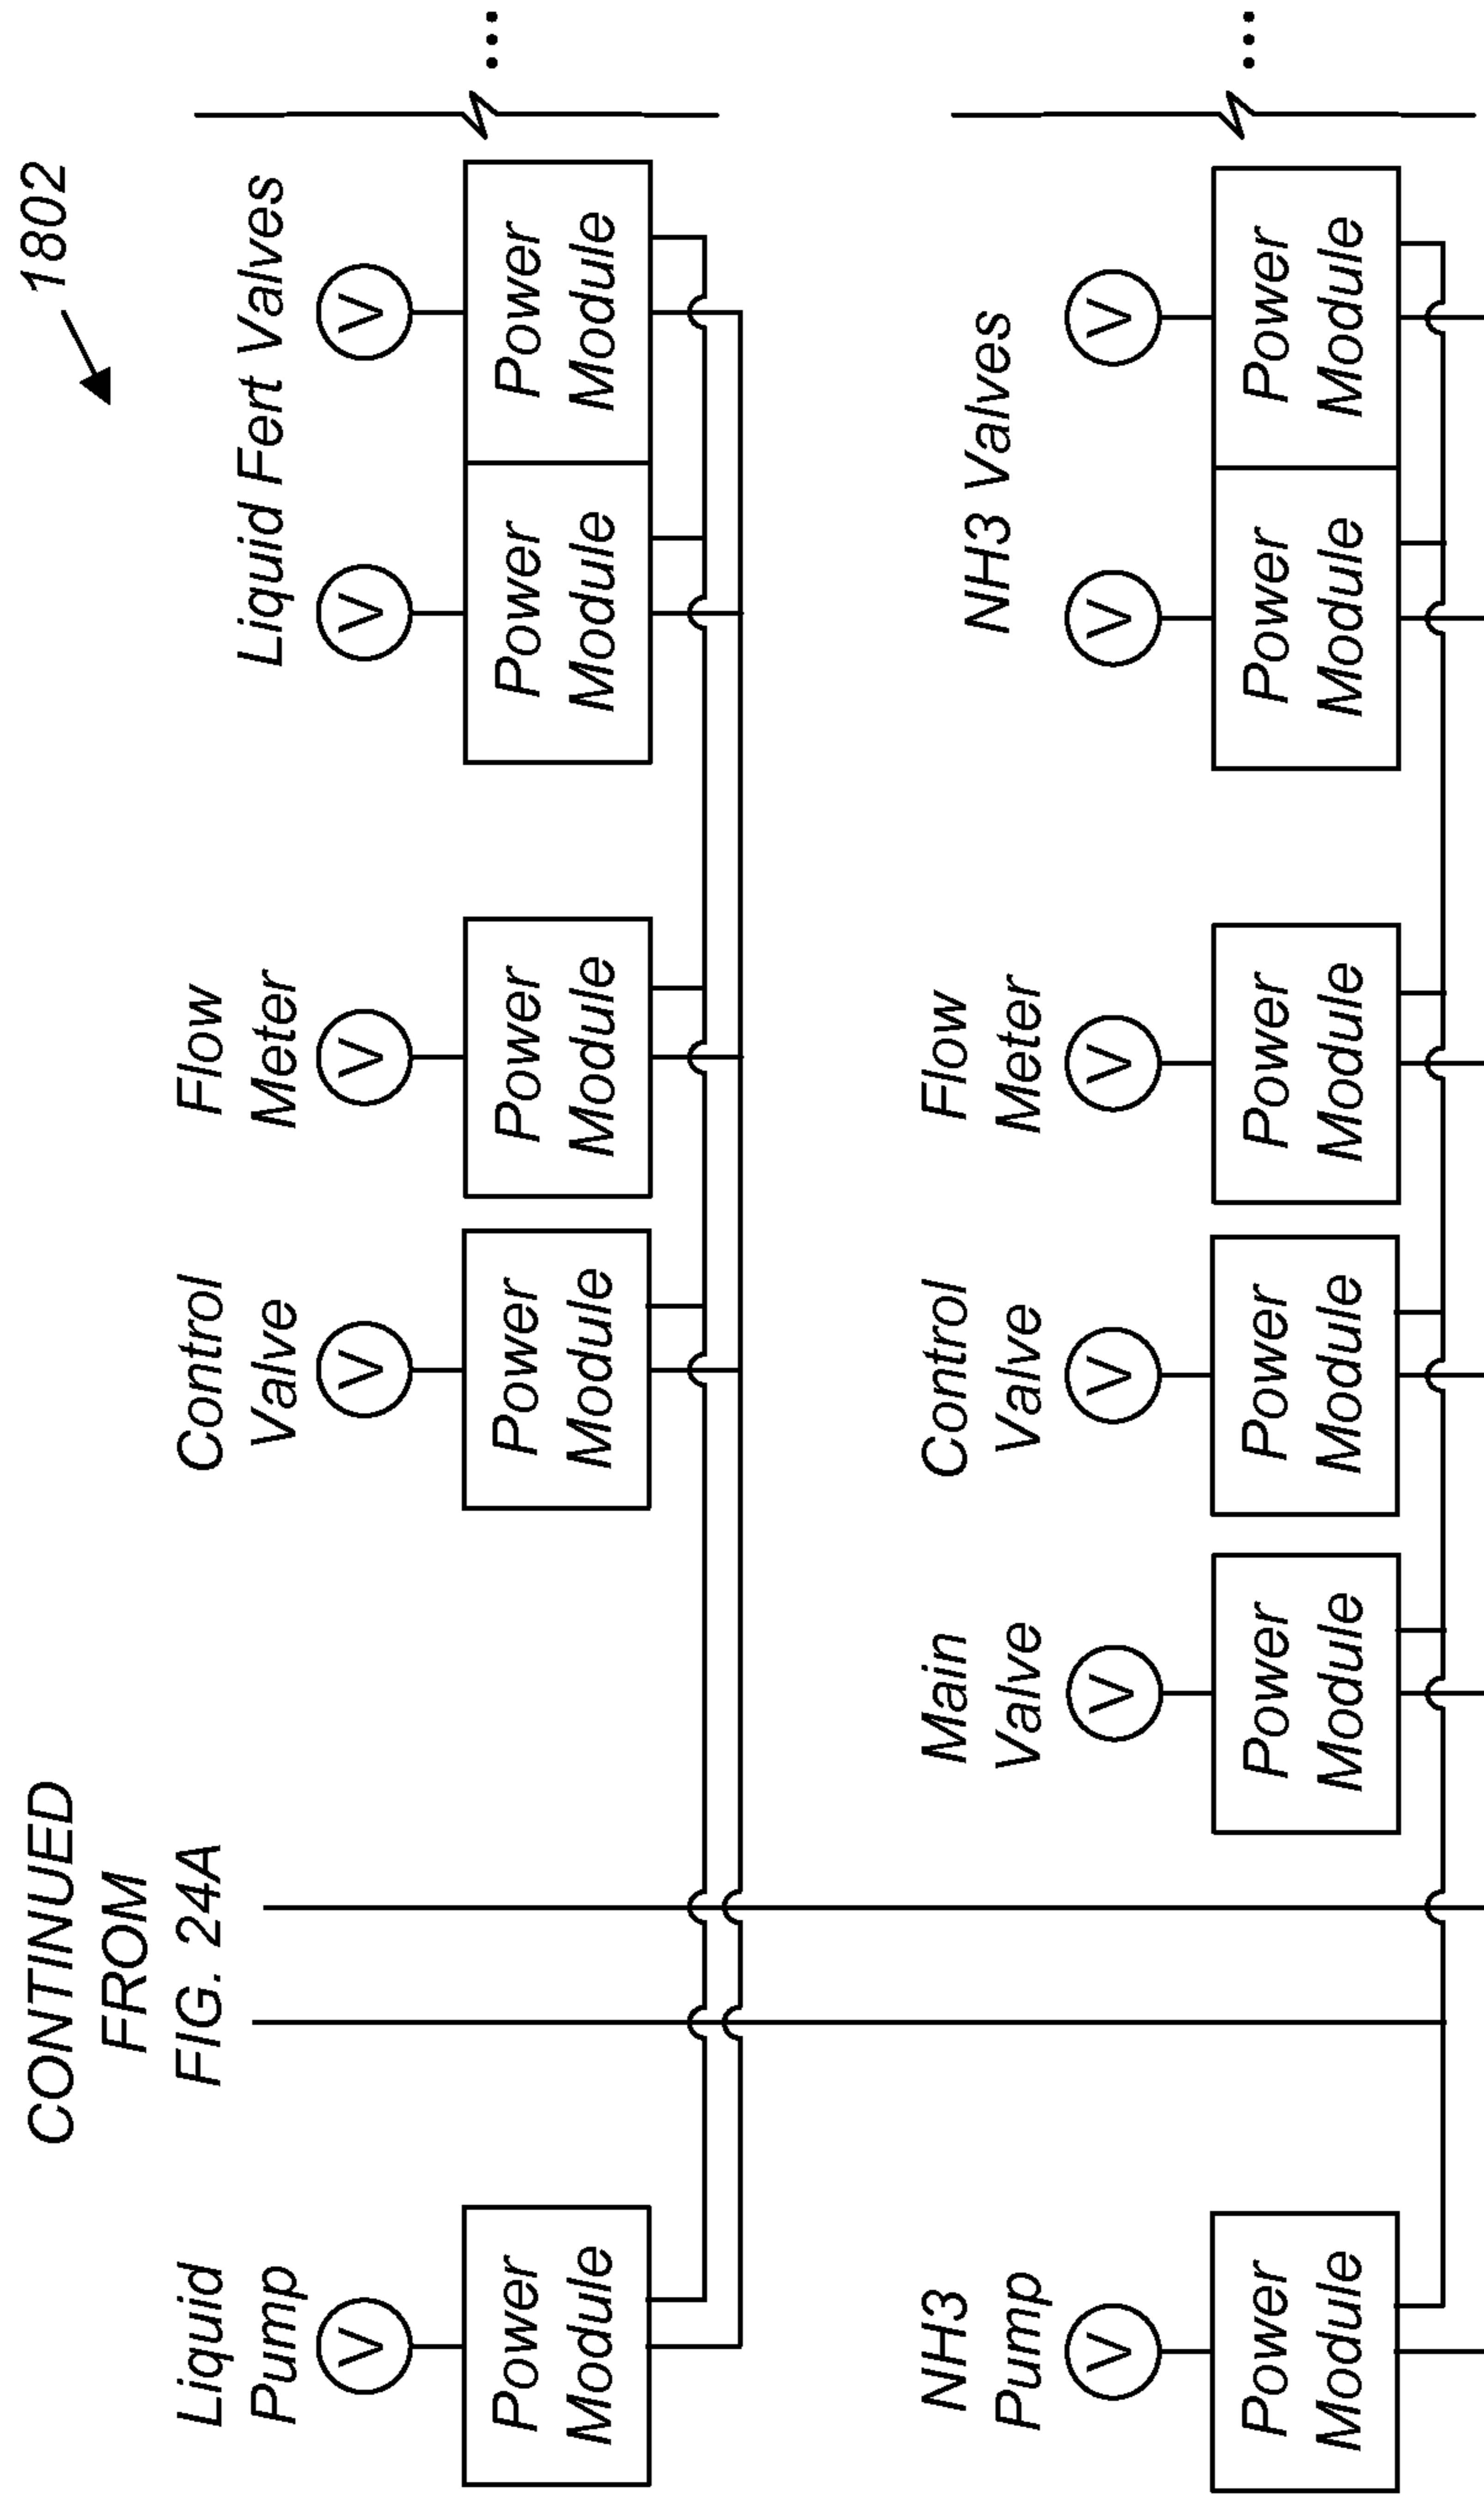 CONTINUED
FROM
FIG. 24A
1802
Liquid
Pump
Control
Valve
Flow
Meter
Liquid Fert Valves
V
V
V
V
V
Power
Module
Power
Module
Power
Module
Power
Module
Power
Module
...
NH3
Pump
Main
Valve
Control
Valve
Flow
Meter
NH3 Valves
V
V
V
V
V
V
Power
Module
Power
Module
Power
Module
Power
Module
Power
Module
Power
Module
...